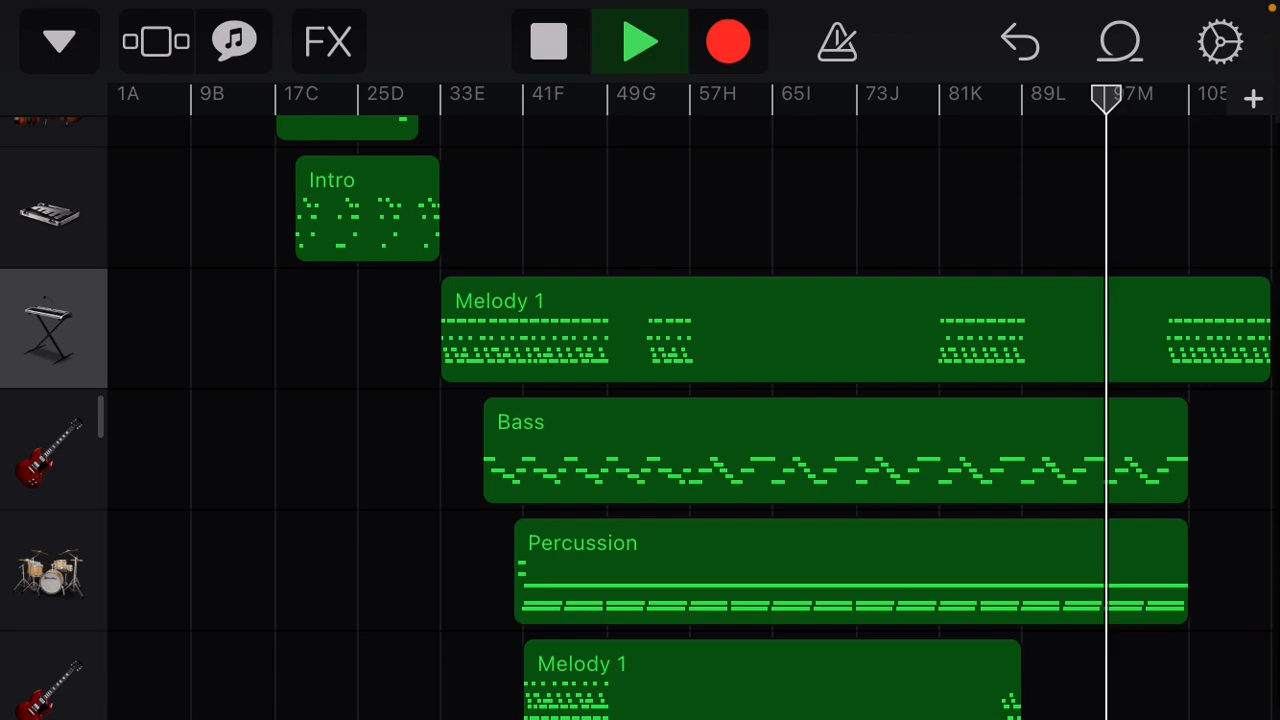 FX
1A 9B 17C 25D 33E 41F 49G 57H 65I 73J 81K 89L 97M 105
Intro
Melody 1
Bass
Percussion
Melody 1